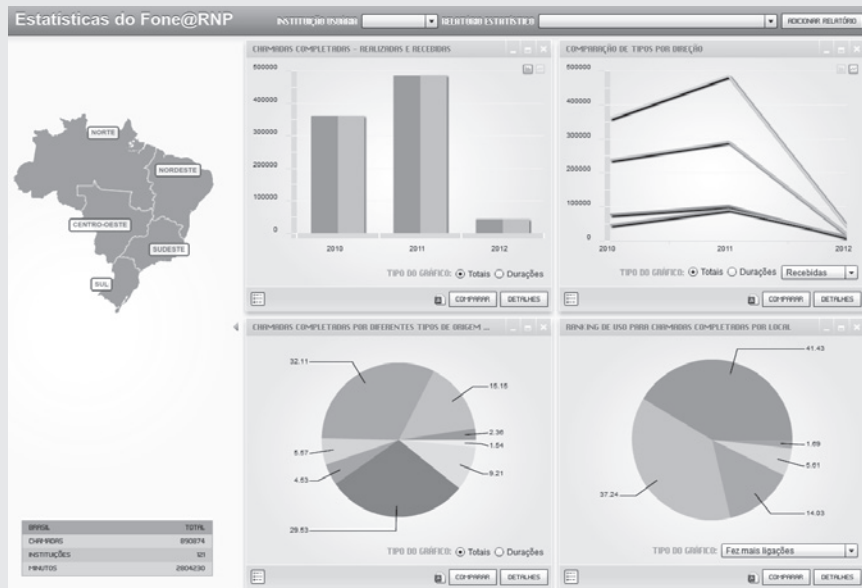 Estatísticas do Fone@RNP
INSTITUIÇÃO USUÁRIA
RELATÓRIO ESTATÍSTICO
ADICIONAR RELATÓRIO
NORTE
NORDESTE
CENTRO-OESTE
SUDESTE
SUL
BRASIL TOTAL
CHAMADAS 890874
INSTITUIÇÕES 121
MINUTOS 2804230
CHAMADAS COMPLETADAS - REALIZADAS E RECEBIDAS
500000
400000
300000
200000
100000
0
2010 2011 2012
TIPO DO GRÁFICO: Totais Durações
COMPARAR DETALHES
COMPARAÇÃO DE TIPOS POR DIREÇÃO
500000
400000
300000
200000
100000
0
2010 2011 2012
TIPO DO GRÁFICO: Totais Durações Recebidas
COMPARAR DETALHES
CHAMADAS COMPLETADAS POR DIFERENTES TIPOS DE ORIGEM ...
32.11
15.15
2.36
1.54
9.21
29.53
4.53
5.57
TIPO DO GRÁFICO: Totais Durações
COMPARAR DETALHES
RANKING DE USO PARA CHAMADAS COMPLETADAS POR LOCAL
41.43
1.69
5.61
14.03
37.24
TIPO DO GRÁFICO: Fez mais ligações
COMPARAR DETALHES